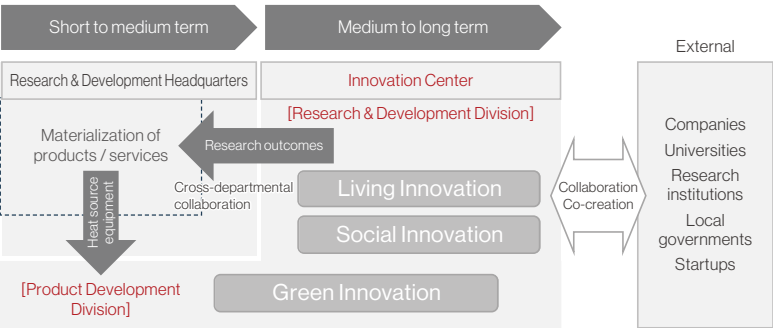 Short to medium term
Medium to long term
External
Research & Development Headquarters
Innovation Center
[Research & Development Division]
Materialization of
products / services
Research outcomes
Cross-departmental
collaboration
Heat source
equipment
Living Innovation
Social Innovation
Green Innovation
[Product Development
Division]
Collaboration
Co-creation
Companies
Universities
Research
institutions
Local
governments
Startups